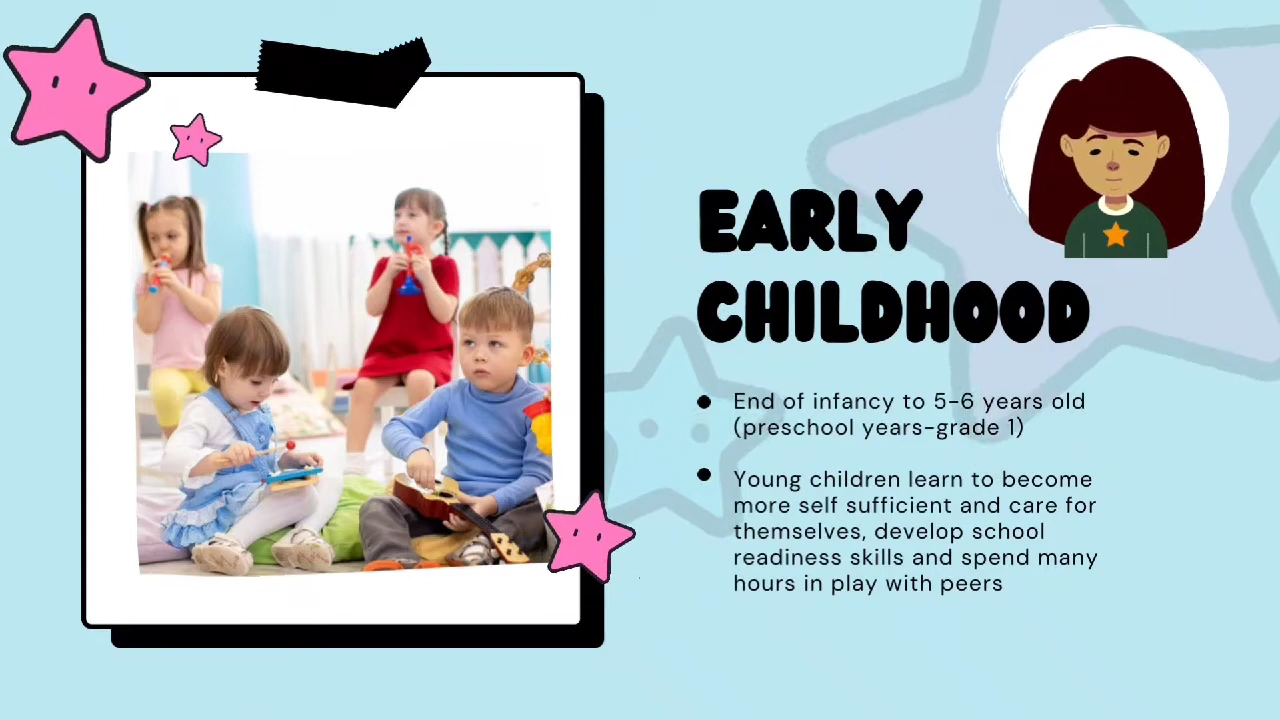 EARLY
CHILDHOOD
End of infancy to 5-6 years old
(preschool years-grade 1)
Young children learn to become
more self sufficient and care for
themselves, develop school
readiness skills and spend many
hours in play with peers